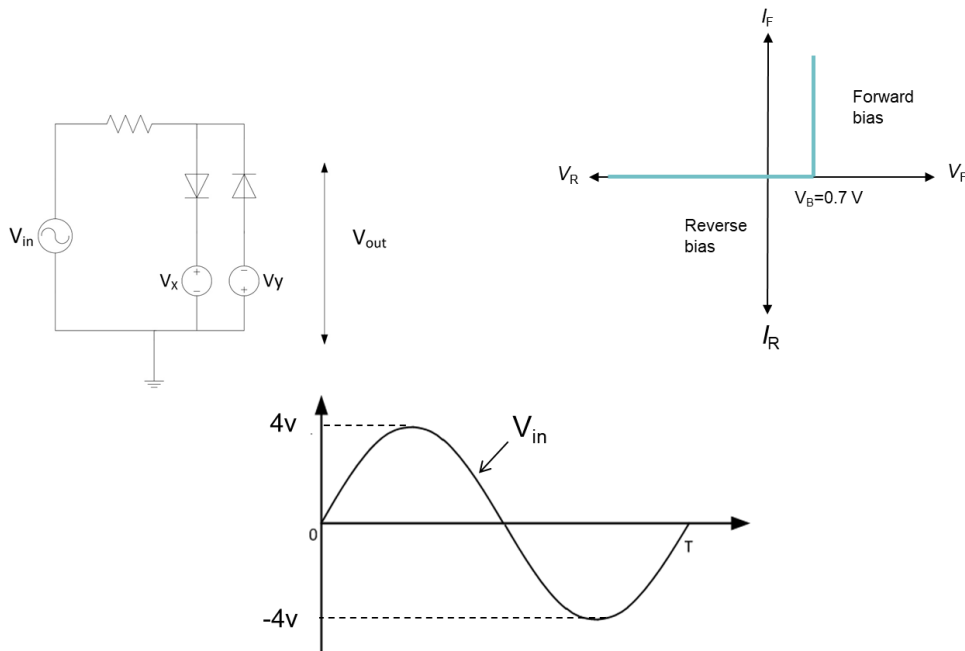 I_F
Forward
bias
V_R
V_F
V_B=0.7 V
Reverse
bias
I_R
V_in
V_out
+
-
V_x
-
+
Vy
4v
V_in
0
T
-4v